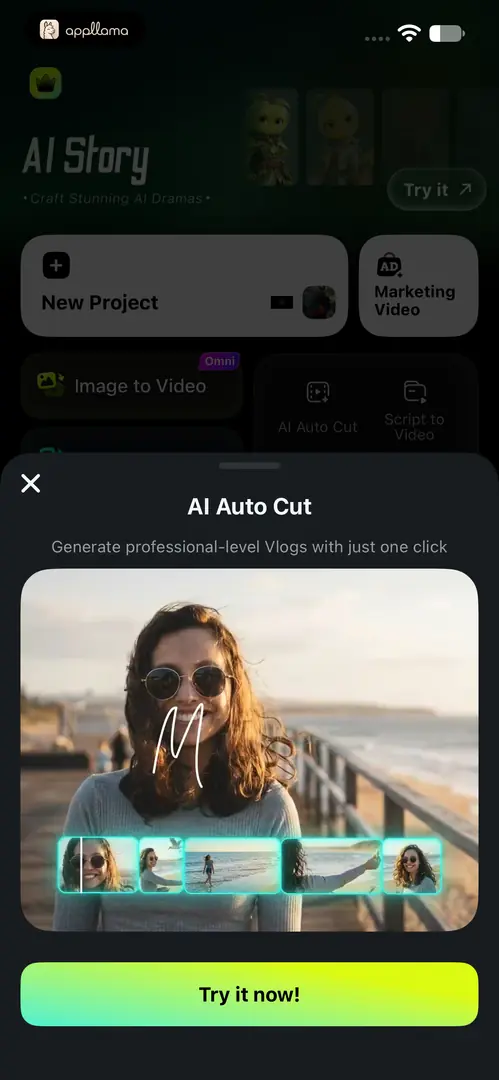 appllama
AI Story
•Craft Stunning AI Dramas•
Try it
New Project
AD
Marketing
Video
Omni
Image to Video
AI Auto Cut
Script to
Video
AI Auto Cut
Generate professional-level Vlogs with just one click
M
Try it now!